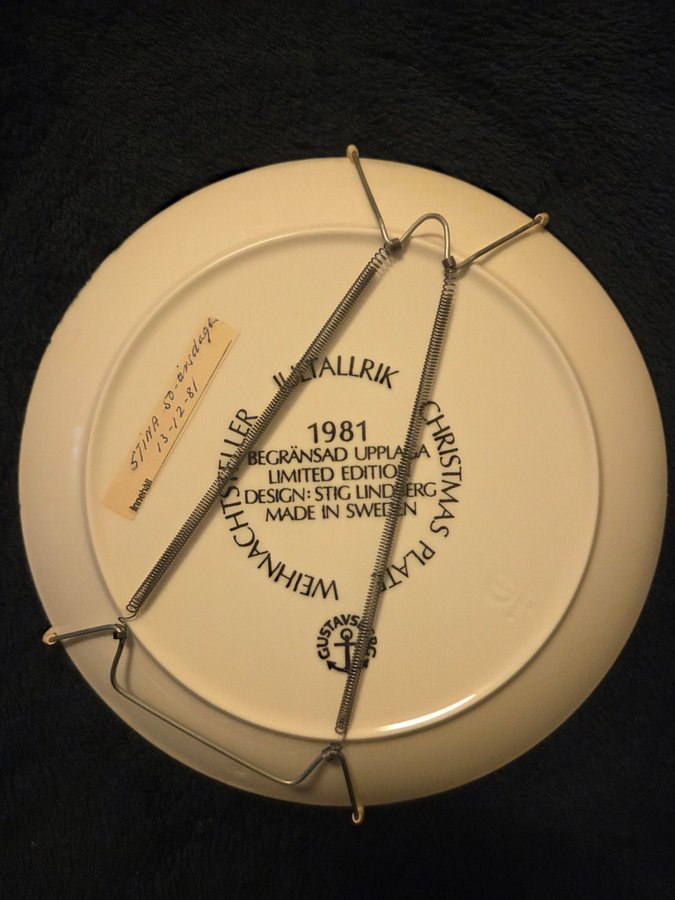 STINA 50-årsdagen
13-12-81
Innehåll
JULTALLRIK
CHRISTMAS PLATE
WEIHNACHTSTELLER
1981
BEGRÄNSAD UPPLAGA
LIMITED EDITION
DESIGN: STIG LINDBERG
MADE IN SWEDEN
GUSTAVSBERG